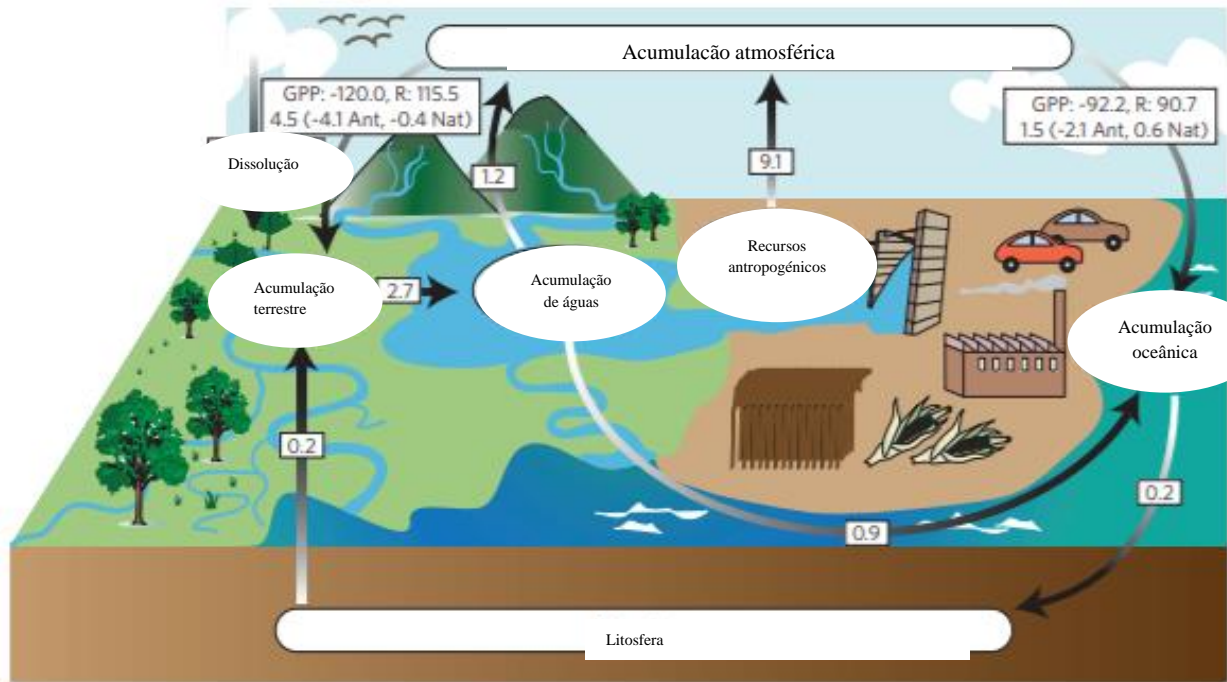 Acumulação atmosférica
GPP: -120.0, R: 115.5
4.5 (-4.1 Ant, -0.4 Nat)
GPP: -92.2, R: 90.7
1.5 (-2.1 Ant, 0.6 Nat)
Dissolução
1.2
9.1
Acumulação
terrestre
2.7
Acumulação
de águas
Recursos
antropogénicos
Acumulação
oceânica
0.2
0.9
0.2
Litosfera